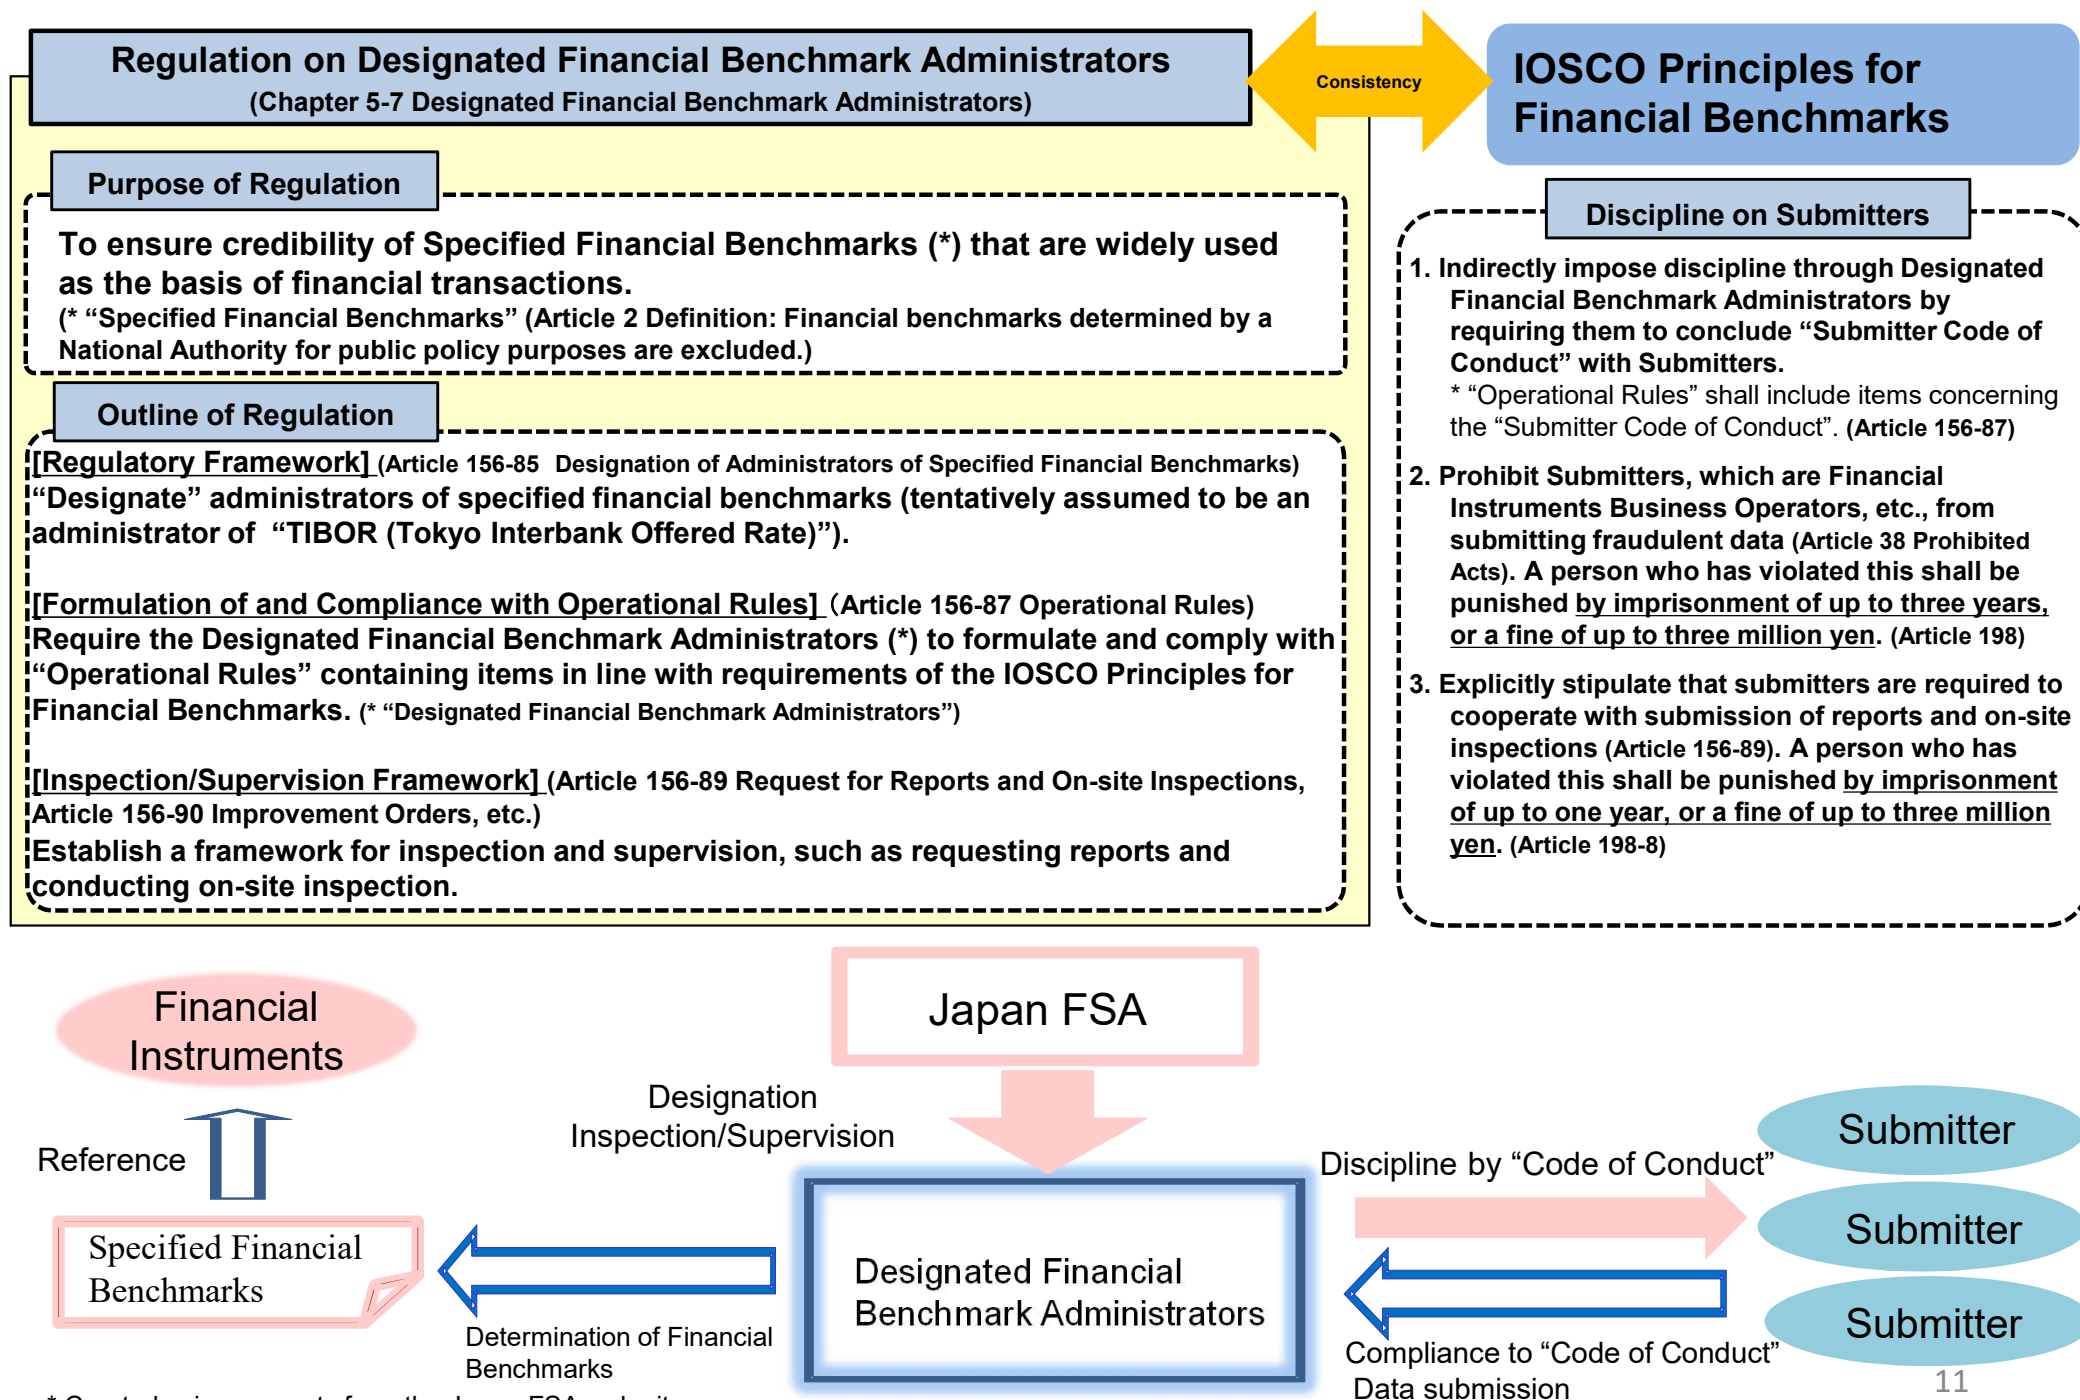 Regulation on Designated Financial Benchmark Administrators
(Chapter 5-7 Designated Financial Benchmark Administrators)
Consistency
IOSCO Principles for
Financial Benchmarks
Purpose of Regulation
To ensure credibility of Specified Financial Benchmarks (*) that are widely used
as the basis of financial transactions.
(* “Specified Financial Benchmarks” (Article 2 Definition: Financial benchmarks determined by a
National Authority for public policy purposes are excluded.)
Outline of Regulation
[Regulatory Framework] (Article 156-85 Designation of Administrators of Specified Financial Benchmarks)
“Designate” administrators of specified financial benchmarks (tentatively assumed to be an
administrator of “TIBOR (Tokyo Interbank Offered Rate)”).
[Formulation of and Compliance with Operational Rules]（Article 156-87 Operational Rules)
Require the Designated Financial Benchmark Administrators (*) to formulate and comply with
“Operational Rules” containing items in line with requirements of the IOSCO Principles for
Financial Benchmarks. (* “Designated Financial Benchmark Administrators”)
[Inspection/Supervision Framework] (Article 156-89 Request for Reports and On-site Inspections,
Article 156-90 Improvement Orders, etc.)
Establish a framework for inspection and supervision, such as requesting reports and
conducting on-site inspection.
Discipline on Submitters
1. Indirectly impose discipline through Designated
Financial Benchmark Administrators by
requiring them to conclude “Submitter Code of
Conduct” with Submitters.
* “Operational Rules” shall include items concerning
the “Submitter Code of Conduct”. (Article 156-87)
2. Prohibit Submitters, which are Financial
Instruments Business Operators, etc., from
submitting fraudulent data (Article 38 Prohibited
Acts). A person who has violated this shall be
punished by imprisonment of up to three years,
or a fine of up to three million yen. (Article 198)
3. Explicitly stipulate that submitters are required to
cooperate with submission of reports and on-site
inspections (Article 156-89). A person who has
violated this shall be punished by imprisonment
of up to one year, or a fine of up to three million
yen. (Article 198-8)
Financial
Instruments
Reference
Specified Financial
Benchmarks
Japan FSA
Designation
Inspection/Supervision
Determination of Financial
Benchmarks
Designated Financial
Benchmark Administrators
Discipline by “Code of Conduct”
Compliance to “Code of Conduct”
Data submission
Submitter
Submitter
Submitter
11